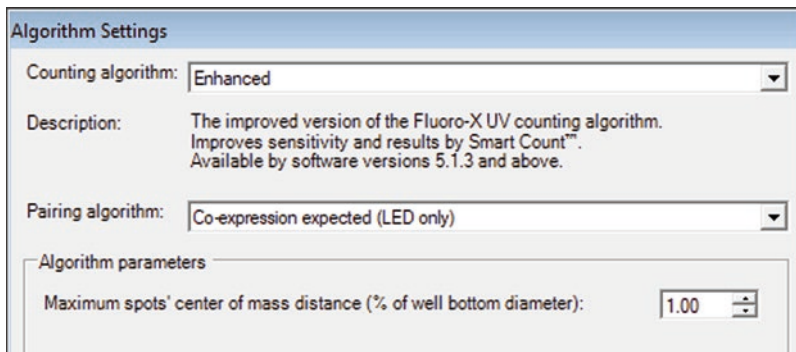 Algorithm Settings
Counting algorithm: Enhanced
Description: The improved version of the Fluoro-X UV counting algorithm.
Improves sensitivity and results by Smart Count™.
Available by software versions 5.1.3 and above.
Pairing algorithm: Co-expression expected (LED only)
Algorithm parameters
Maximum spots' center of mass distance (% of well bottom diameter): 1.00